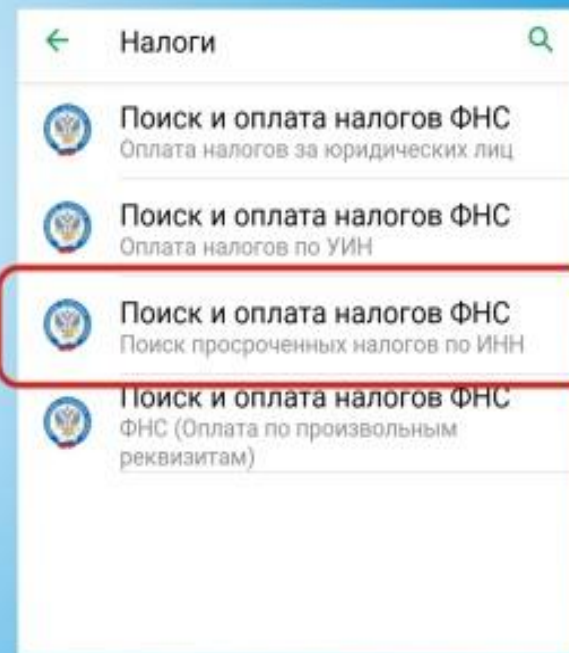 Налоги
Поиск и оплата налогов ФНС
Оплата налогов за юридических лиц
Поиск и оплата налогов ФНС
Оплата налогов по УИН
Поиск и оплата налогов ФНС
Поиск просроченных налогов по ИНН
Поиск и оплата налогов ФНС
ФНС (Оплата по произвольным
реквизитам)